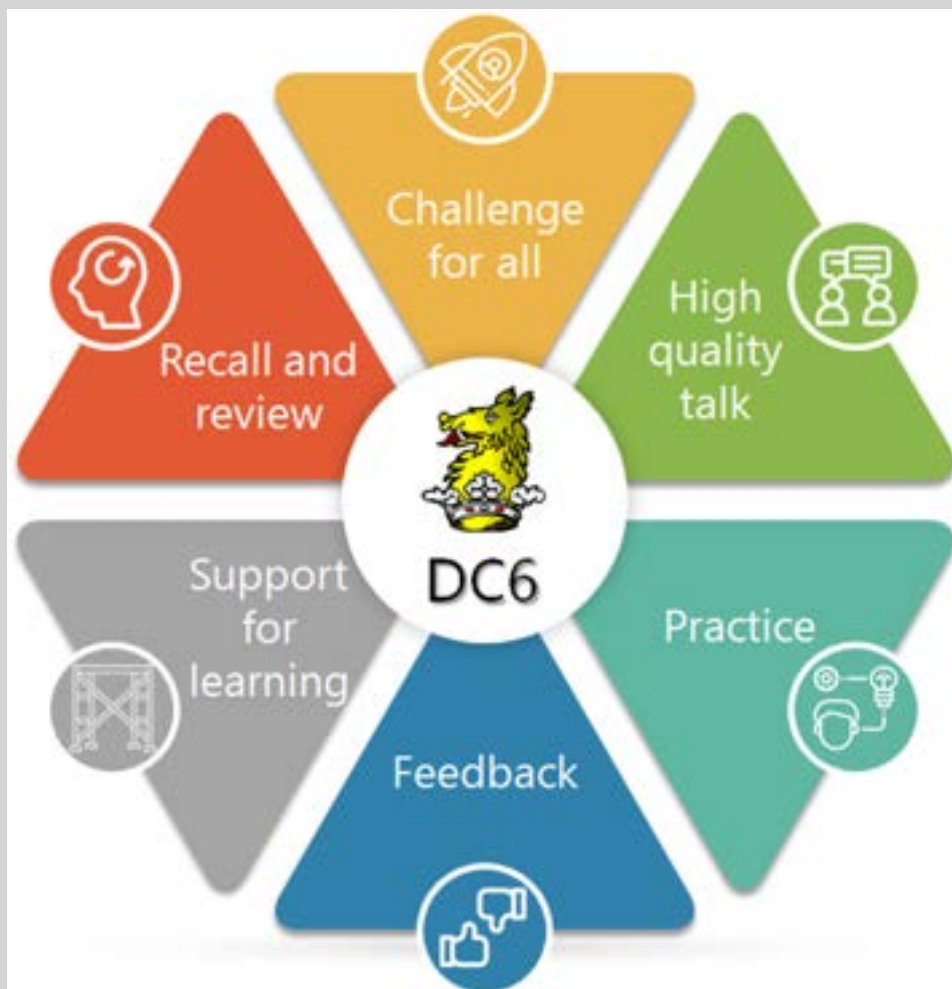 Challenge
for all
High
quality
talk
Practice
Feedback
Support
for
learning
Recall and
review
DC6